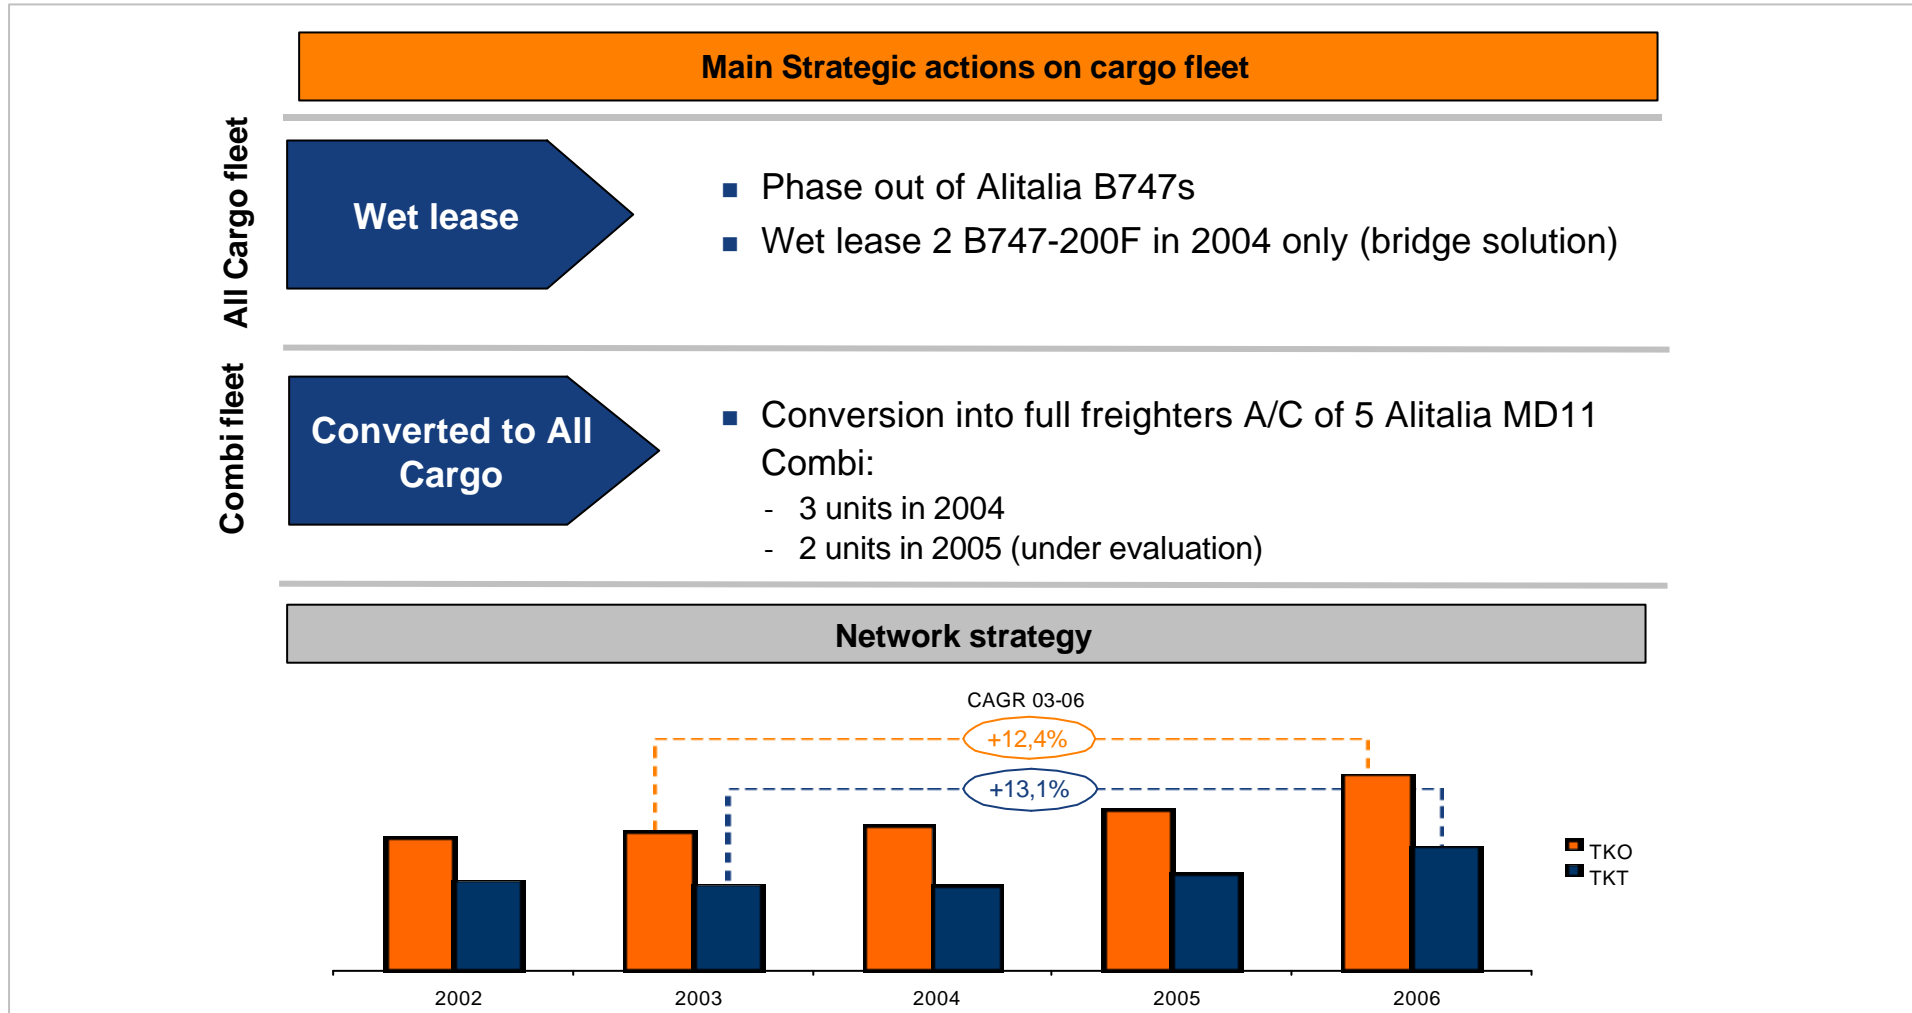 Main Strategic actions on cargo fleet
All Cargo fleet
Wet lease
■ Phase out of Alitalia B747s
■ Wet lease 2 B747-200F in 2004 only (bridge solution)
Combi fleet
Converted to All
Cargo
■ Conversion into full freighters A/C of 5 Alitalia MD11
Combi:
- 3 units in 2004
- 2 units in 2005 (under evaluation)
Network strategy
CAGR 03-06
+12,4%
+13,1%
TKO
TKT
2002 2003 2004 2005 2006